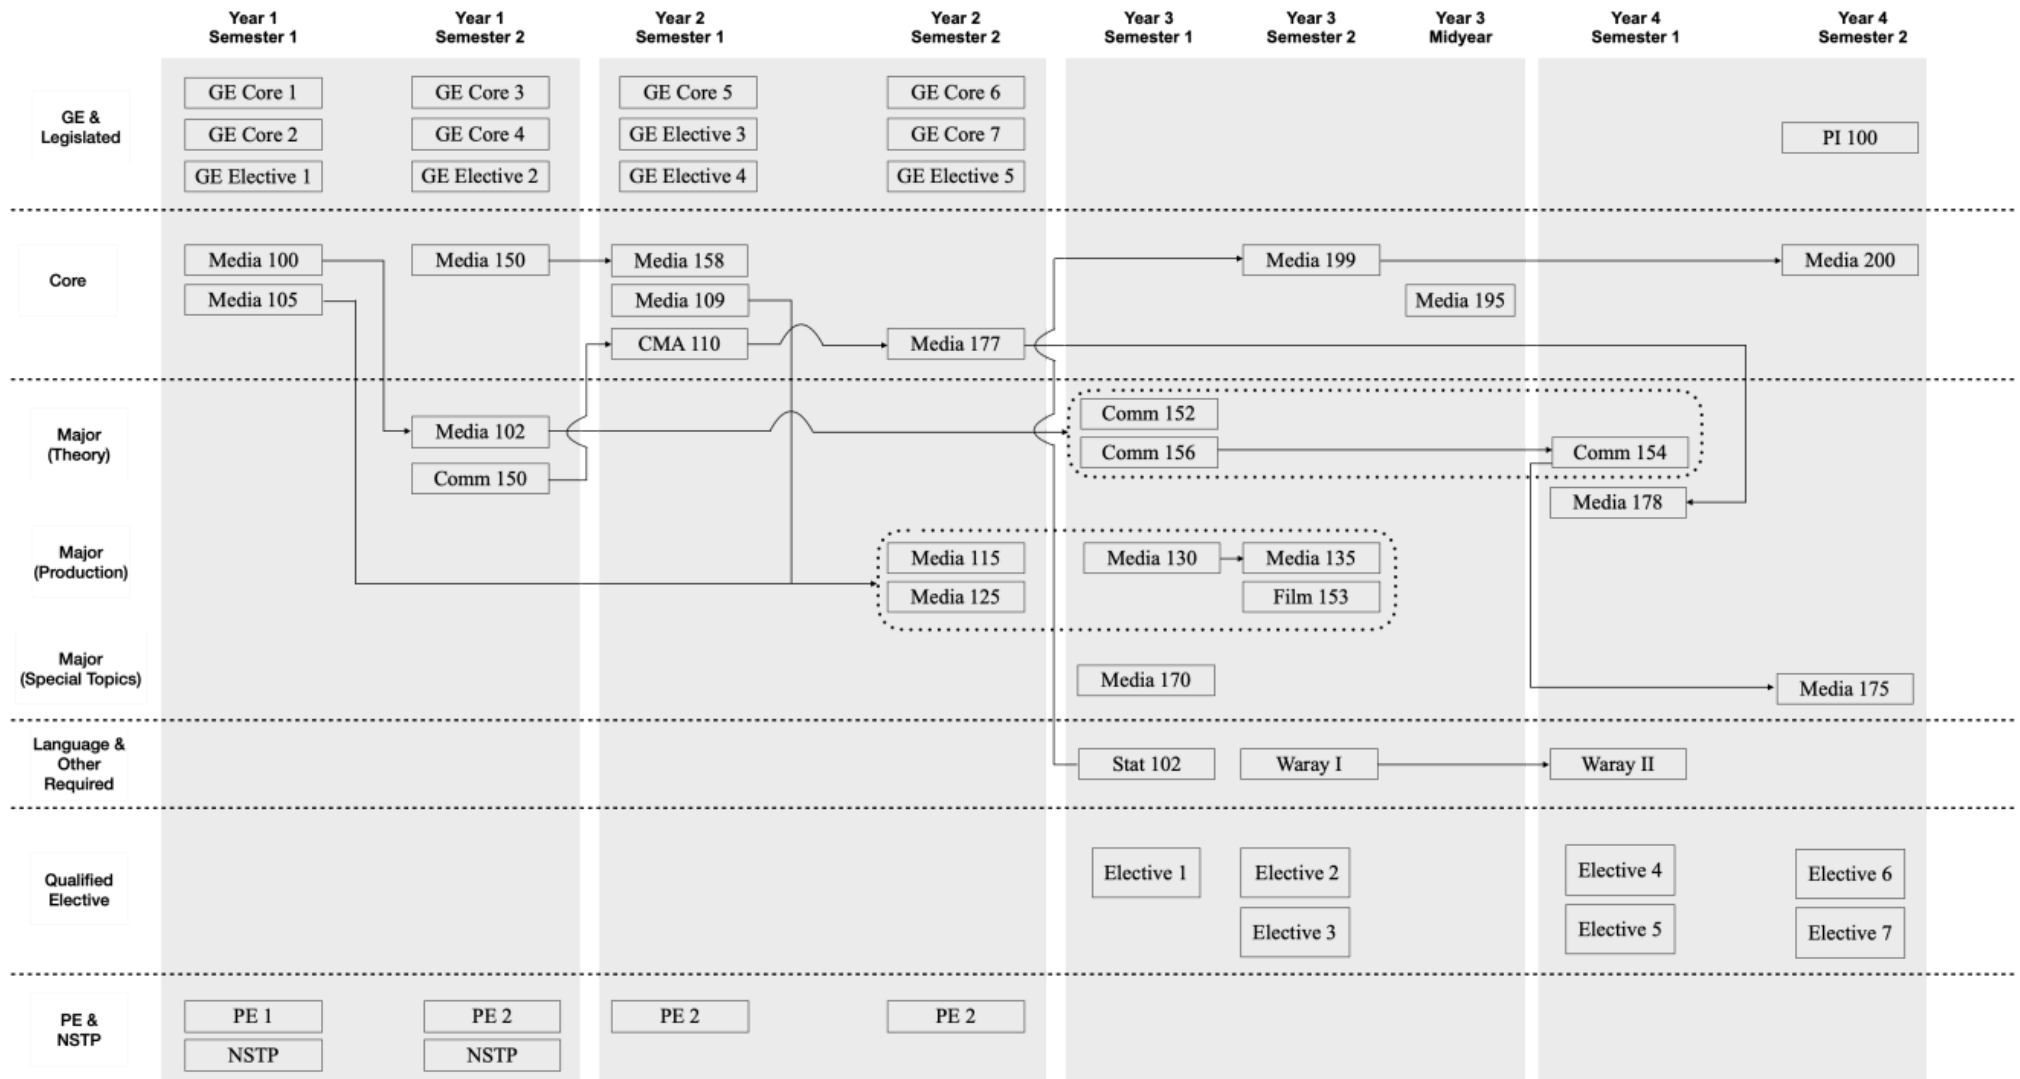 Year 1
Semester 1
Year 1
Semester 2
Year 2
Semester 1
Year 2
Semester 2
Year 3
Semester 1
Year 3
Semester 2
Year 3
Midyear
Year 4
Semester 1
Year 4
Semester 2
GE &
Legislated
GE Core 1
GE Core 3
GE Core 5
GE Core 6
GE Core 2
GE Core 4
GE Elective 3
GE Core 7
PI 100
GE Elective 1
GE Elective 2
GE Elective 4
GE Elective 5
Core
Media 100
Media 150
Media 158
Media 199
Media 200
Media 105
Media 109
Media 195
CMA 110
Media 177
Major
(Theory)
Comm 152
Media 102
Comm 156
Comm 154
Comm 150
Media 178
Major
(Production)
Media 115
Media 130
Media 135
Media 125
Film 153
Major
(Special Topics)
Media 170
Media 175
Language &
Other
Required
Stat 102
Waray I
Waray II
Qualified
Elective
Elective 1
Elective 2
Elective 4
Elective 6
Elective 3
Elective 5
Elective 7
PE &
NSTP
PE 1
PE 2
PE 2
PE 2
NSTP
NSTP